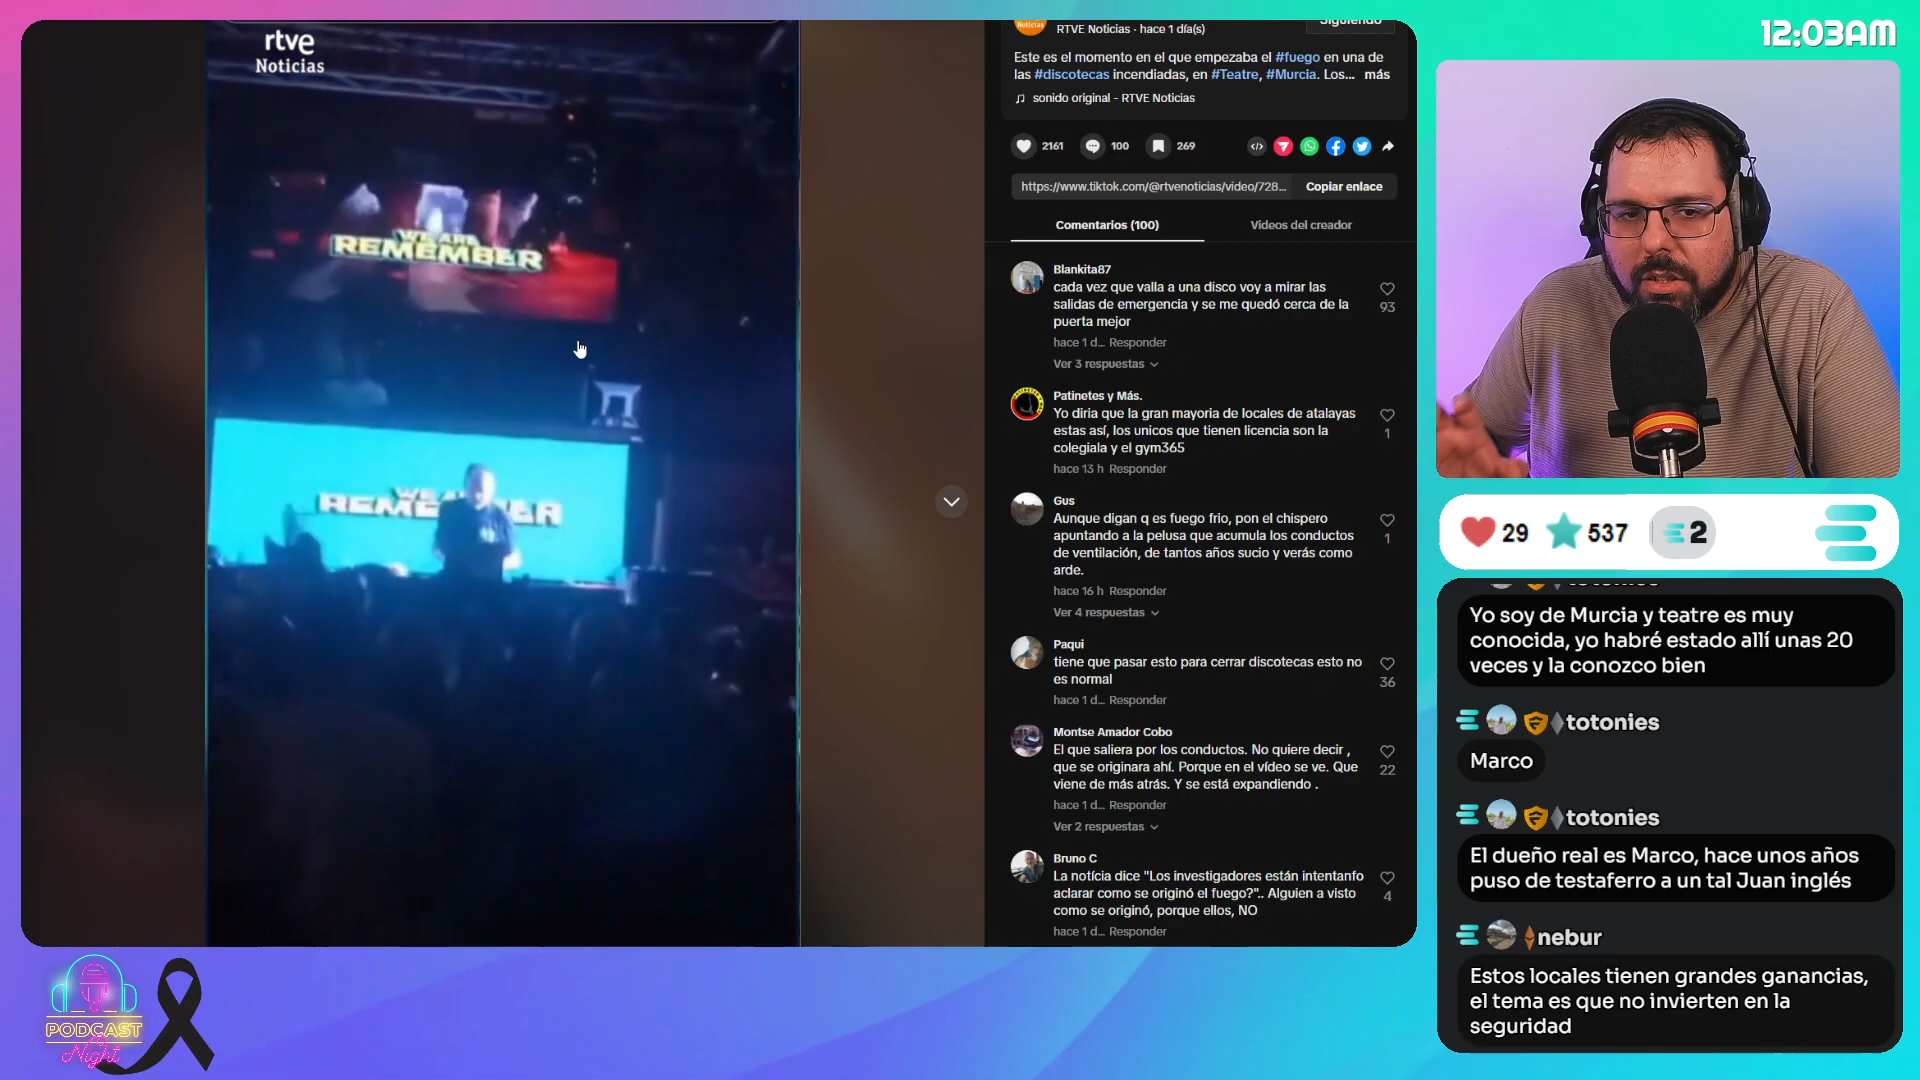 12:03AM
rtve
Noticias
WE ARE
REMEMBER
WE ARE
RTVE Noticias · hace 1 día(s)
Siguiendo
Este es el momento en el que empezaba el #fuego en una de
las #discotecas incendiadas, en #Teatre, #Murcia. Los... más
sonido original - RTVE Noticias
2161
100
269
https://www.tiktok.com/@rtvenoticias/video/728...
Copiar enlace
Comentarios (100)
Videos del creador
Blankita87
cada vez que valla a una disco voy a mirar las
salidas de emergencia y se me quedó cerca de la
puerta mejor
93
hace 1 d... Responder
Ver 3 respuestas
Patinetes y Más.
Yo diria que la gran mayoria de locales de atalayas
estas así, los unicos que tienen licencia son la
colegiala y el gym365
1
hace 13 h Responder
Gus
Aunque digan q es fuego frio, pon el chispero
apuntando a la pelusa que acumula los conductos
de ventilación, de tantos años sucio y verás como
arde.
1
hace 16 h Responder
Ver 4 respuestas
Paqui
tiene que pasar esto para cerrar discotecas esto no
es normal
36
hace 1 d... Responder
Montse Amador Cobo
El que saliera por los conductos. No quiere decir ,
que se originara ahí. Porque en el vídeo se ve. Que
viene de más atrás. Y se está expandiendo .
22
hace 1 d... Responder
Ver 2 respuestas
Bruno C
La notícia dice "Los investigadores están intentanfo
aclarar como se originó el fuego?".. Alguien a visto
como se originó, porque ellos, NO
4
hace 1 d... Responder
29
537
2
Yo soy de Murcia y teatre es muy
conocida, yo habré estado allí unas 20
veces y la conozco bien
totonies
Marco
totonies
El dueño real es Marco, hace unos años
puso de testaferro a un tal Juan inglés
nebur
Estos locales tienen grandes ganancias,
el tema es que no invierten en la
seguridad
PODCAST
Night